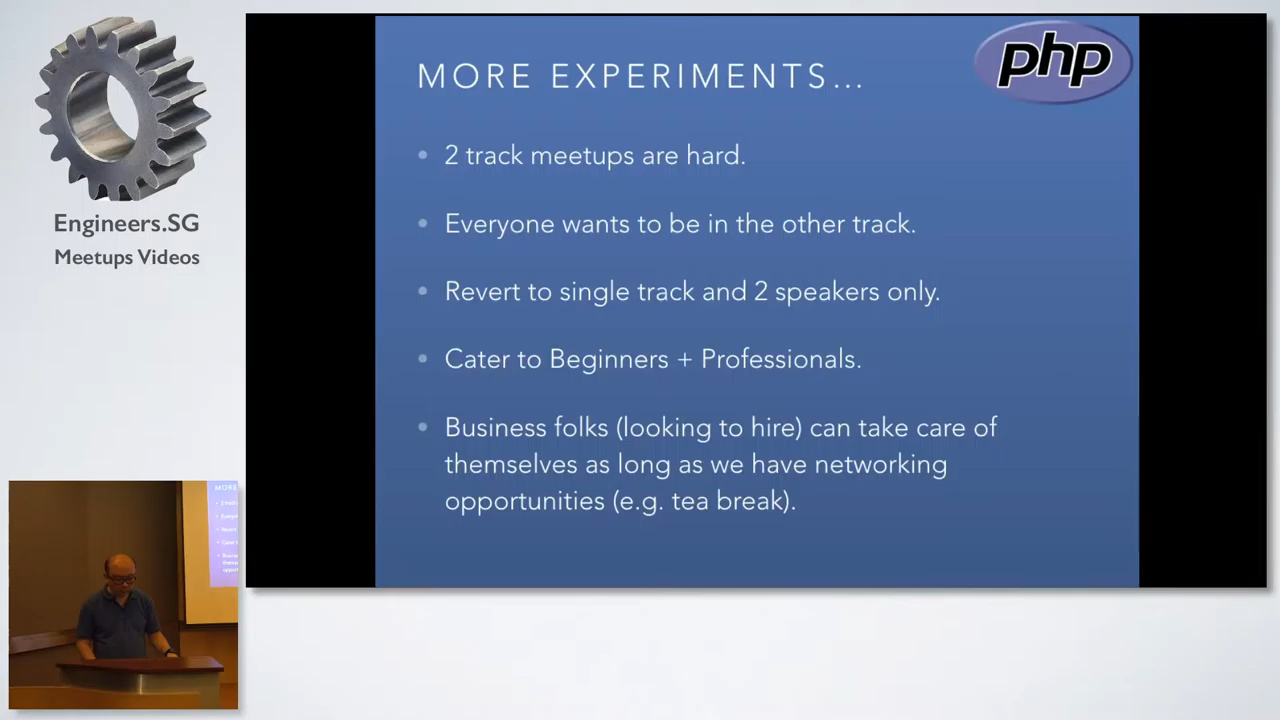 php
MORE EXPERIMENTS...
• 2 track meetups are hard.
• Everyone wants to be in the other track.
• Revert to single track and 2 speakers only.
• Cater to Beginners + Professionals.
• Business folks (looking to hire) can take care of
themselves as long as we have networking
opportunities (e.g. tea break).
Engineers.SG
Meetups Videos
MORE